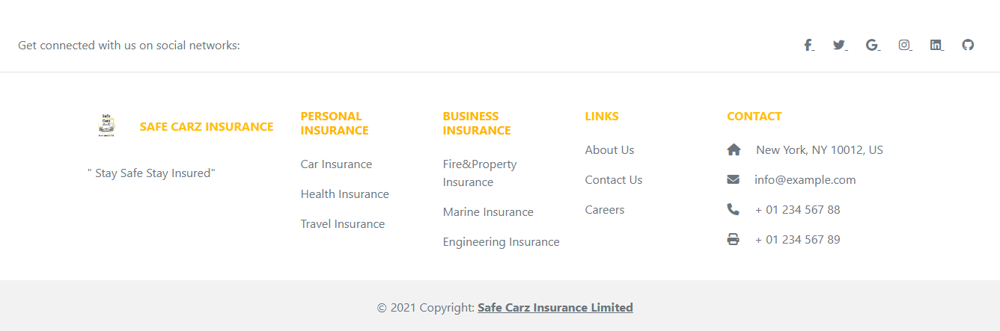 Get connected with us on social networks:
Safe
Carz
SAFE CARZ INSURANCE
" Stay Safe Stay Insured"
PERSONAL
INSURANCE
Car Insurance
Health Insurance
Travel Insurance
BUSINESS
INSURANCE
Fire&Property
Insurance
Marine Insurance
Engineering Insurance
LINKS
About Us
Contact Us
Careers
CONTACT
New York, NY 10012, US
info@example.com
+ 01 234 567 88
+ 01 234 567 89
© 2021 Copyright: Safe Carz Insurance Limited